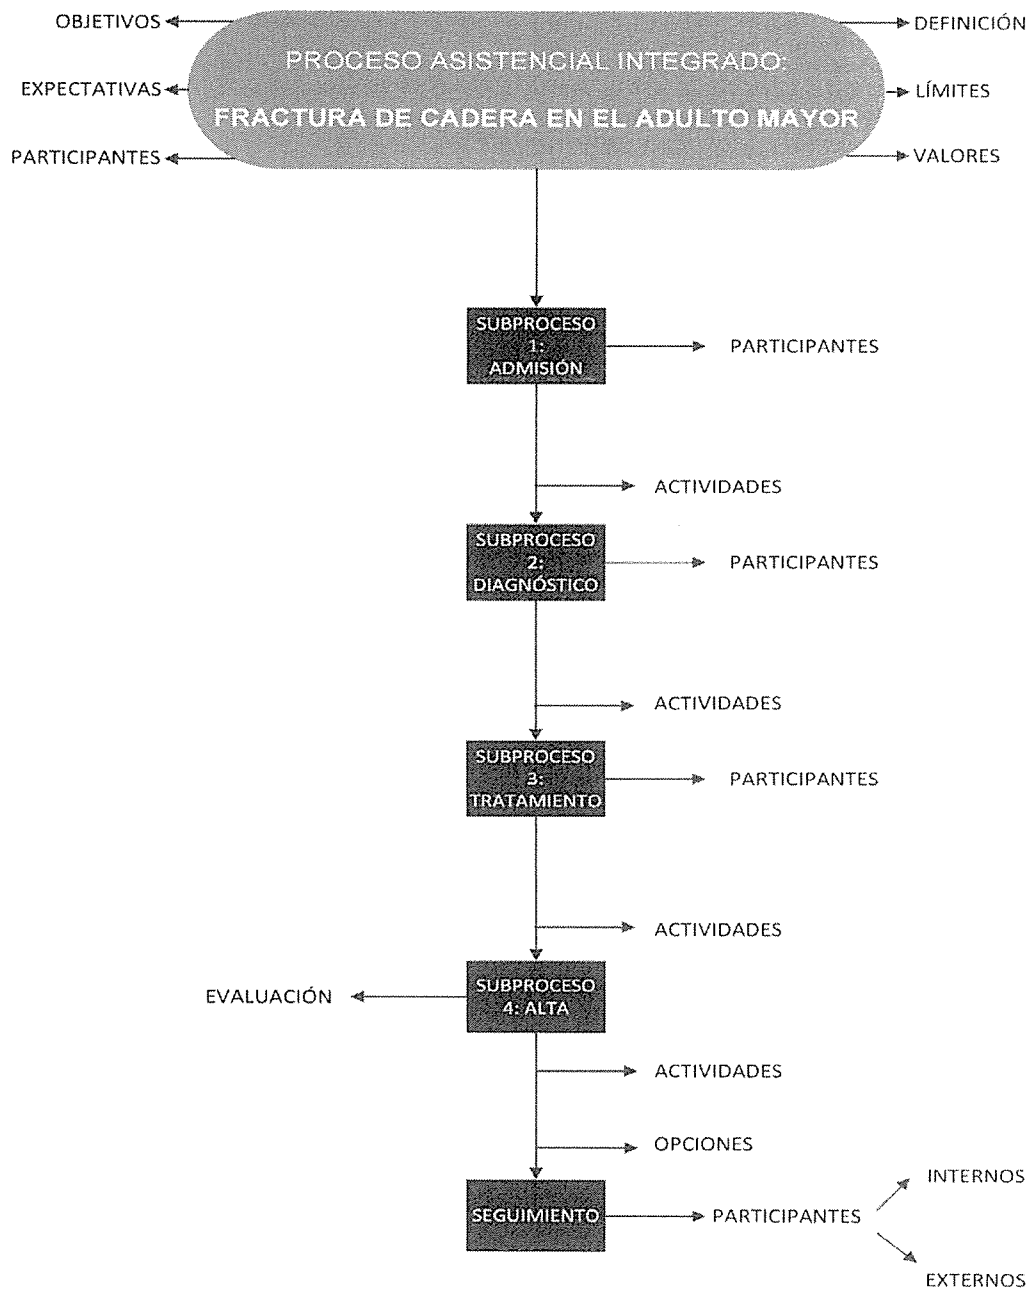 OBJETIVOS
DEFINICIÓN
PROCESO ASISTENCIAL INTEGRADO:
EXPECTATIVAS
LÍMITES
FRACTURA DE CADERA EN EL ADULTO MAYOR
PARTICIPANTES
VALORES
SUBPROCESO
1:
ADMISIÓN
PARTICIPANTES
ACTIVIDADES
SUBPROCESO
2:
DIAGNÓSTICO
PARTICIPANTES
ACTIVIDADES
SUBPROCESO
3:
TRATAMIENTO
PARTICIPANTES
ACTIVIDADES
SUBPROCESO
4: ALTA
EVALUACIÓN
ACTIVIDADES
OPCIONES
SEGUIMIENTO
PARTICIPANTES
INTERNOS
EXTERNOS